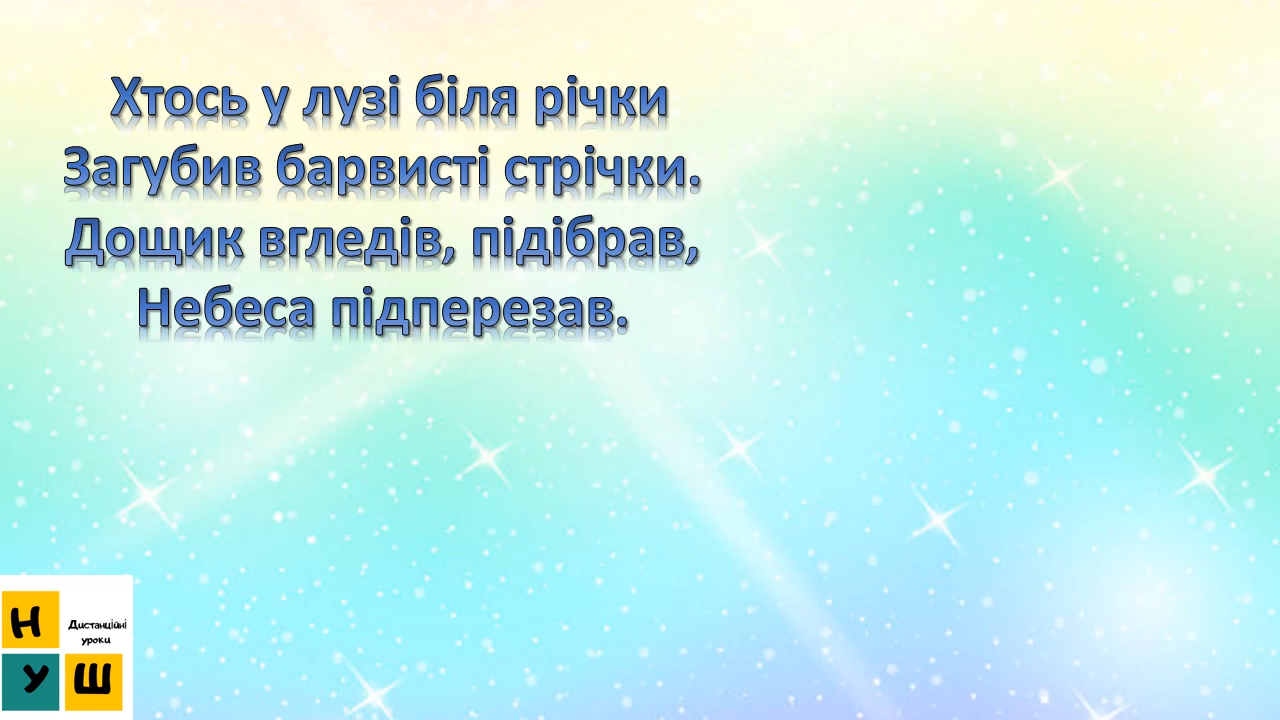 Хтось у лузі біля річки
Загубив барвисті стрічки.
Дощик вгледів, підібрав,
Небеса підперезав.
Н
Дистанційні
уроки
У Ш